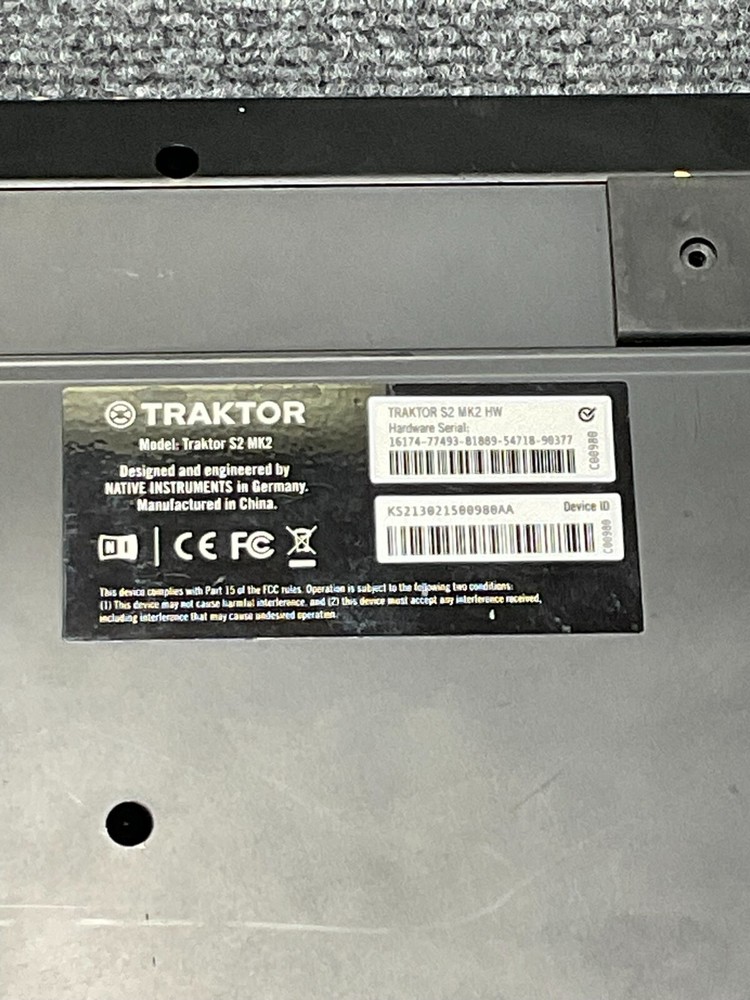 TRAKTOR
Model: Traktor S2 MK2
Designed and engineered by
NATIVE INSTRUMENTS in Germany.
Manufactured in China.
NI
CE FC
This device complies with Part 15 of the FCC rules. Operation is subject to the following two conditions:
(1) This device may not cause harmful interference, and (2) this device must accept any interference received,
including interference that may cause undesired operation.
TRAKTOR S2 MK2 HW
Hardware Serial:
16174-77493-81889-54718-90377
C00980
KS213021500980AA Device ID
C00980